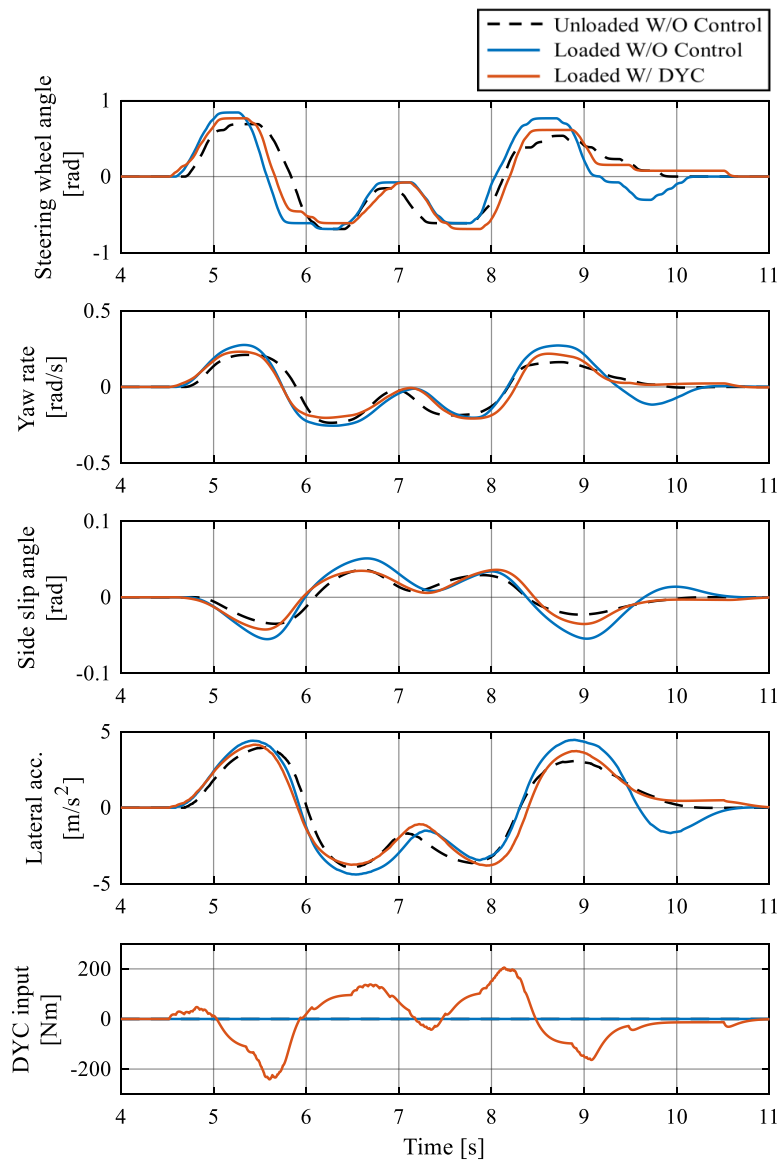 Unloaded W/O Control
Loaded W/O Control
Loaded W/ DYC
Steering wheel angle
[rad]
1
0
-1
4 5 6 7 8 9 10 11
Yaw rate
[rad/s]
0.5
0
-0.5
4 5 6 7 8 9 10 11
Side slip angle
[rad]
0.1
0
-0.1
4 5 6 7 8 9 10 11
Lateral acc.
[m/s²]
5
0
-5
4 5 6 7 8 9 10 11
DYC input
[Nm]
200
0
-200
4 5 6 7 8 9 10 11
Time [s]